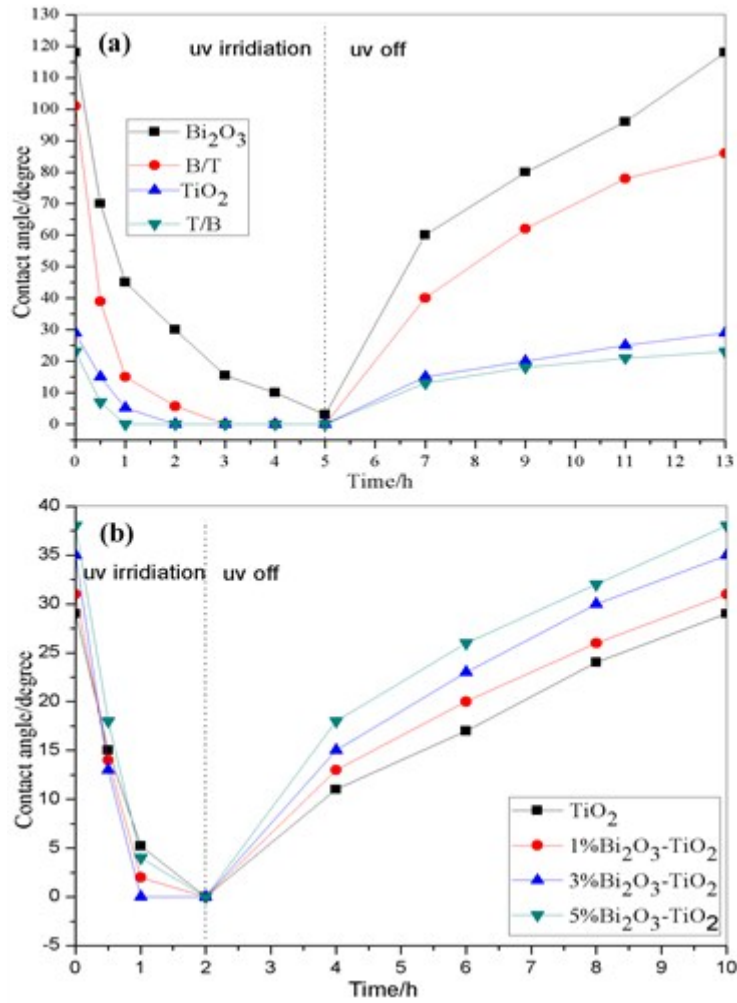 (a)
uv irridiation uv off
Bi₂O₃
B/T
TiO₂
T/B
Contact angle/degree
130
120
110
100
90
80
70
60
50
40
30
20
10
0
0 1 2 3 4 5 6 7 8 9 10 11 12 13
Time/h
(b)
uv irridiation uv off
TiO₂
1%Bi₂O₃-TiO₂
3%Bi₂O₃-TiO₂
5%Bi₂O₃-TiO₂
Contact angle/degree
40
35
30
25
20
15
10
5
0
-5
0 1 2 3 4 6 8 10
Time/h